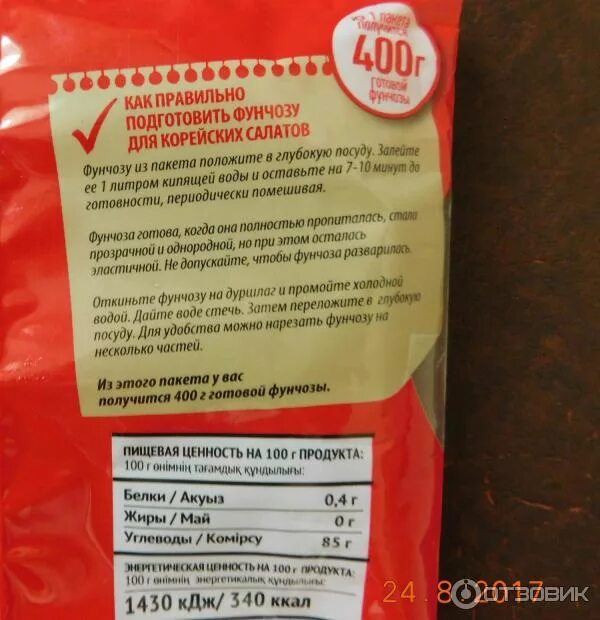 из 1 пакета
получится
400г
готовой
фунчозы
КАК ПРАВИЛЬНО
ПОДГОТОВИТЬ ФУНЧОЗУ
ДЛЯ КОРЕЙСКИХ САЛАТОВ
Фунчозу из пакета положите в глубокую посуду. Залейте
ее 1 литром кипящей воды и оставьте на 7-10 минут до
готовности, периодически помешивая.
Фунчоза готова, когда она полностью пропиталась, стала
прозрачной и однородной, но при этом осталась
эластичной. Не допускайте, чтобы фунчоза разварилась.
Откиньте фунчозу на дуршлаг и промойте холодной
водой. Дайте воде стечь. Затем переложите в глубокую
посуду. Для удобства можно нарезать фунчозу на
несколько частей.
Из этого пакета у вас
получится 400 г готовой фунчозы.
ПИЩЕВАЯ ЦЕННОСТЬ НА 100 г ПРОДУКТА:
100 г өнімнің тағамдық құндылығы:
Белки / Ақуыз 0,4 г
Жиры / Май 0 г
Углеводы / Көмірсу 85 г
ЭНЕРГЕТИЧЕСКАЯ ЦЕННОСТЬ НА 100 г ПРОДУКТА:
100 г өнімнің энергетикалық құндылығы:
1430 кДж/ 340 ккал
24.8.2017
ОТЗОВИК